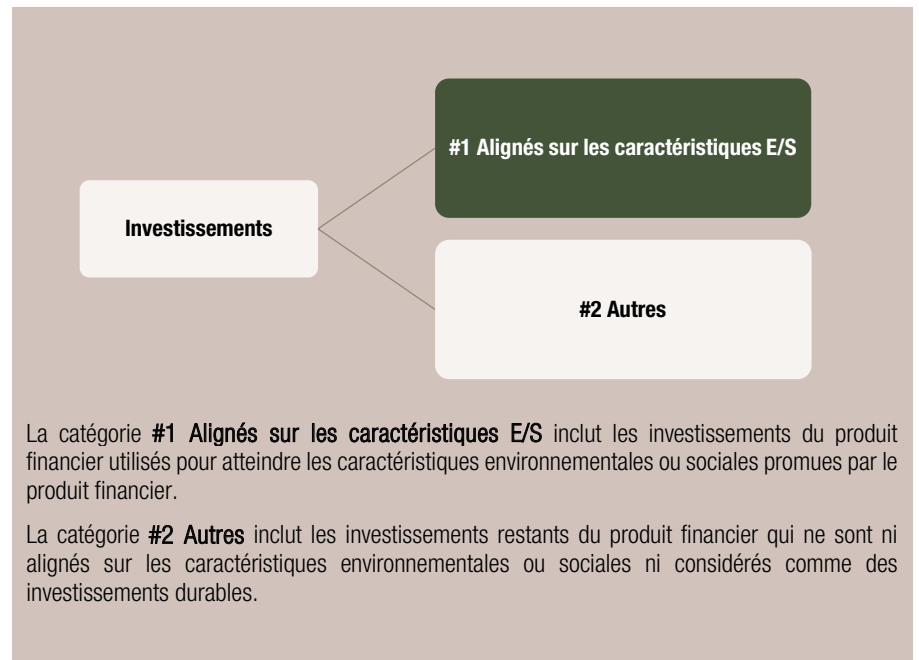 #1 Alignés sur les caractéristiques E/S
Investissements
#2 Autres
La catégorie #1 Alignés sur les caractéristiques E/S inclut les investissements du produit
financier utilisés pour atteindre les caractéristiques environnementales ou sociales promues par le
produit financier.
La catégorie #2 Autres inclut les investissements restants du produit financier qui ne sont ni
alignés sur les caractéristiques environnementales ou sociales ni considérés comme des
investissements durables.